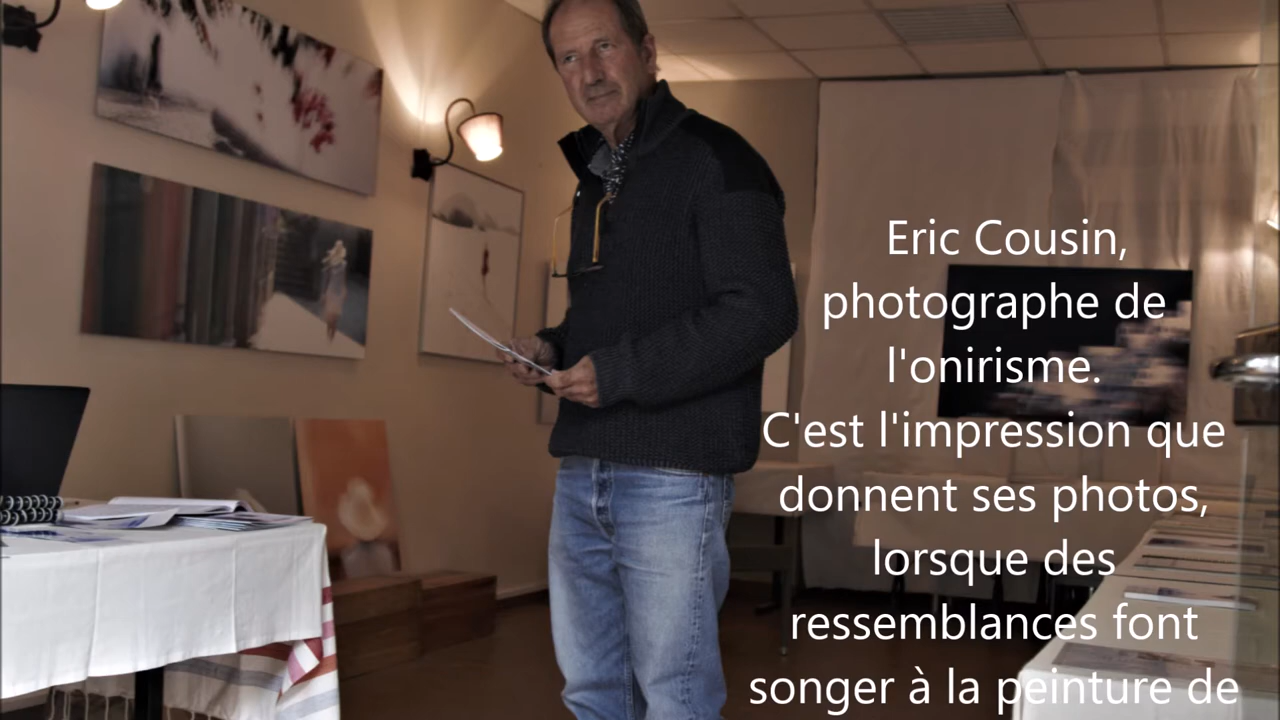 Eric Cousin,
photographe de
l'onirisme.
C'est l'impression que
donnent ses photos,
lorsque des
ressemblances font
songer à la peinture de